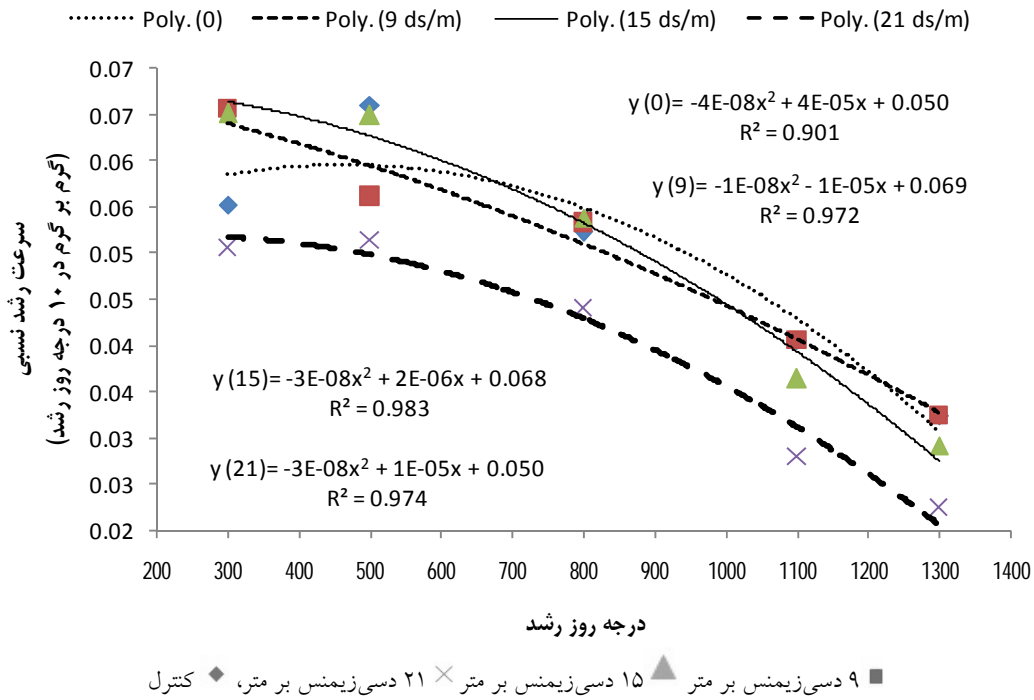 Poly. (0) Poly. (9 ds/m) Poly. (15 ds/m) Poly. (21 ds/m)
سرعت رشد نسبی
(گرم بر گرم در ۱۰ درجه روز رشد)
0.07
0.07
0.06
0.06
0.05
0.05
0.04
0.04
0.03
0.03
0.02
y (0)= -4E-08x² + 4E-05x + 0.050
R² = 0.901
y (9)= -1E-08x² - 1E-05x + 0.069
R² = 0.972
y (15)= -3E-08x² + 2E-06x + 0.068
R² = 0.983
y (21)= -3E-08x² + 1E-05x + 0.050
R² = 0.974
200 300 400 500 600 700 800 900 1000 1100 1200 1300 1400
درجه روز رشد
۹ دسی‌زیمنس بر متر ۱۵ دسی‌زیمنس بر متر ۲۱ دسی‌زیمنس بر متر، کنترل